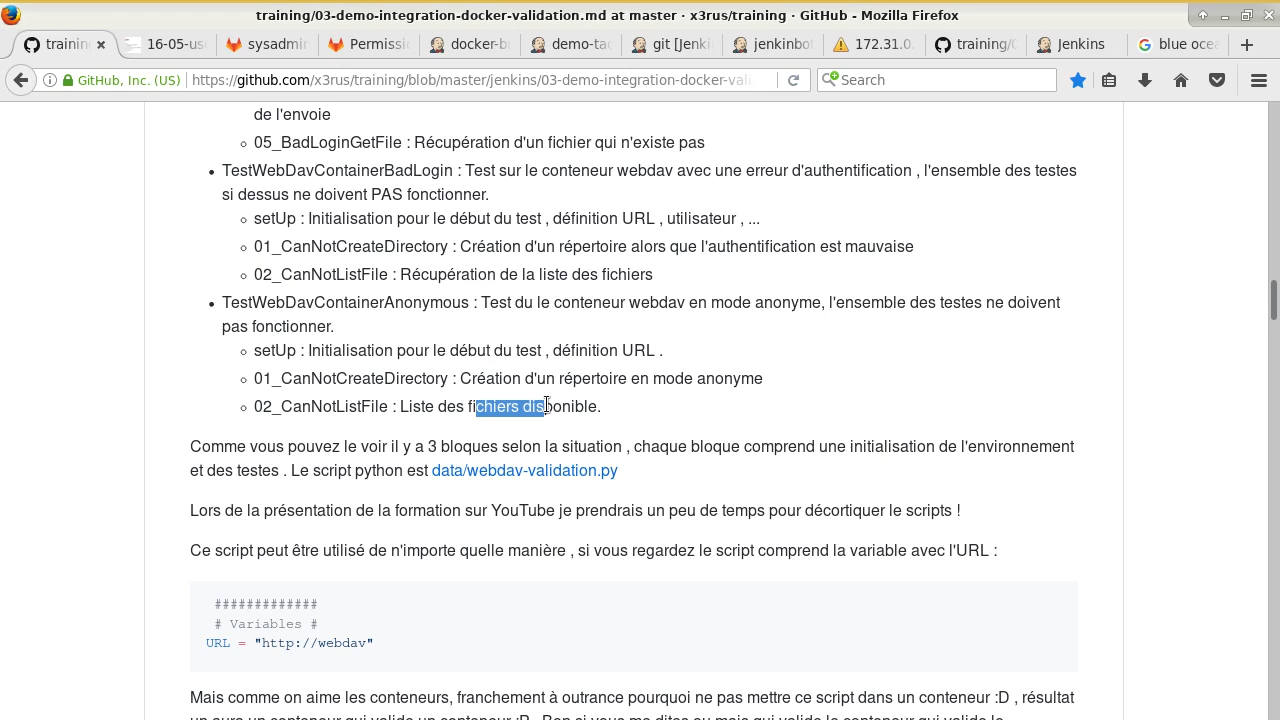 training/03-demo-integration-docker-validation.md at master · x3rus/training · GitHub - Mozilla Firefox
trainin 16-05-us sysadmi Permissi docker-b demo-ta git [Jenki jenkinbot 172.31.0. training/0 Jenkins blue ocea
GitHub, Inc. (US) https://github.com/x3rus/training/blob/master/jenkins/03-demo-integration-docker-vali Search
de l'envoie
05_BadLoginGetFile : Récupération d'un fichier qui n'existe pas
TestWebDavContainerBadLogin : Test sur le conteneur webdav avec une erreur d'authentification , l'ensemble des testes
si dessus ne doivent PAS fonctionner.
setUp : Initialisation pour le début du test , définition URL , utilisateur , ...
01_CanNotCreateDirectory : Création d'un répertoire alors que l'authentification est mauvaise
02_CanNotListFile : Récupération de la liste des fichiers
TestWebDavContainerAnonymous : Test du le conteneur webdav en mode anonyme, l'ensemble des testes ne doivent
pas fonctionner.
setUp : Initialisation pour le début du test , définition URL .
01_CanNotCreateDirectory : Création d'un répertoire en mode anonyme
02_CanNotListFile : Liste des fichiers disponible.
Comme vous pouvez le voir il y a 3 bloques selon la situation , chaque bloque comprend une initialisation de l'environnement
et des testes . Le script python est data/webdav-validation.py
Lors de la présentation de la formation sur YouTube je prendrais un peu de temps pour décortiquer le scripts !
Ce script peut être utilisé de n'importe quelle manière , si vous regardez le script comprend la variable avec l'URL :
#############
# Variables #
URL = "http://webdav"
Mais comme on aime les conteneurs, franchement à outrance pourquoi ne pas mettre ce script dans un conteneur :D , résultat